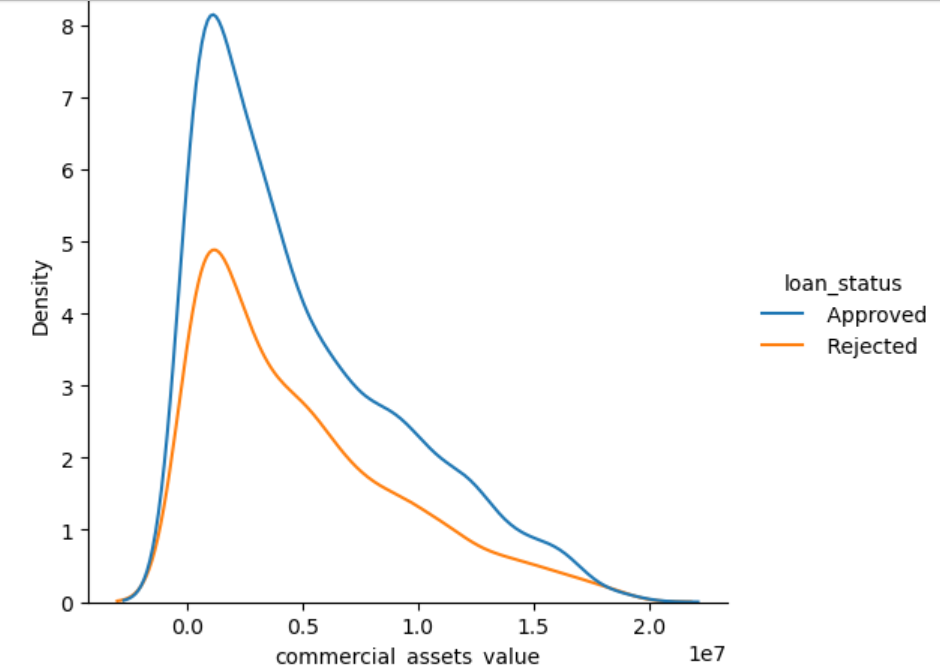 8
7
6
5
4
3
2
1
0
Density
0.0 0.5 1.0 1.5 2.0
1e7
commercial_assets_value
loan_status
Approved
Rejected